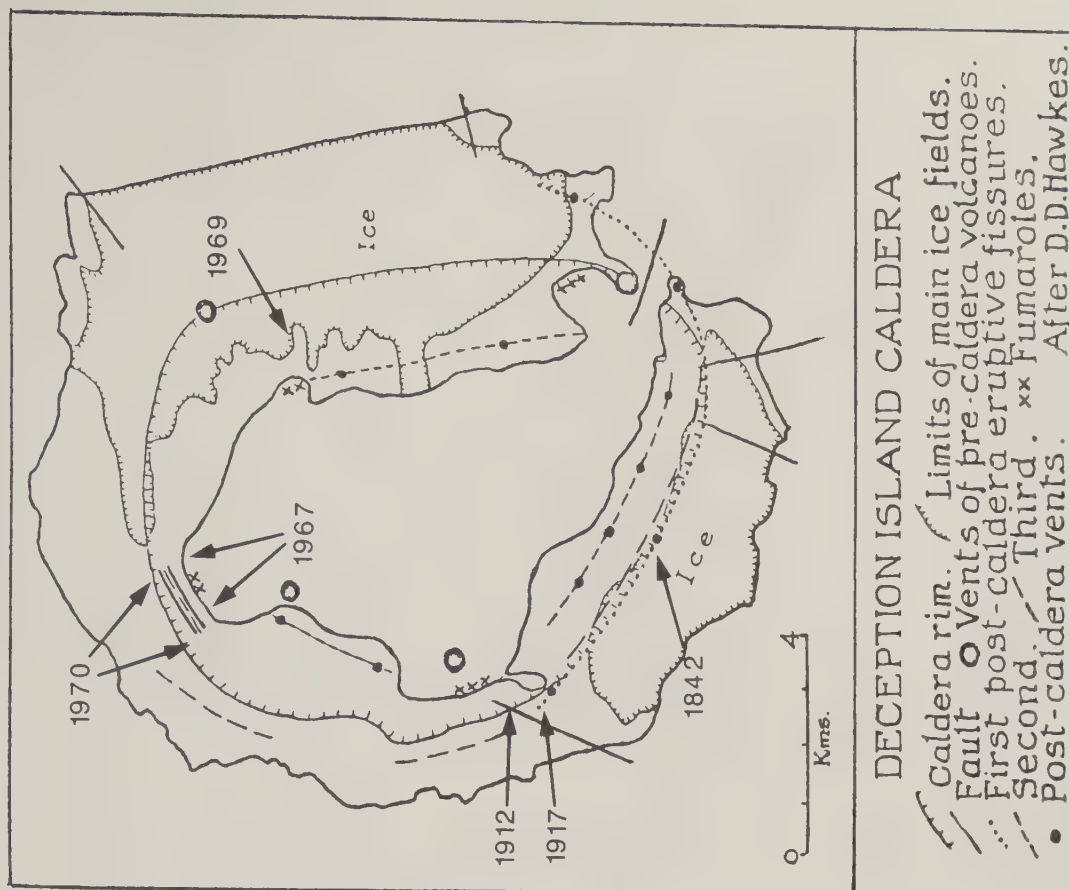 1970
1967
1969
Ice
1912
1917
1842
Ice
0 4
Kms.
DECEPTION ISLAND CALDERA
Caldera rim. Limits of main ice fields.
Fault O Vents of pre-caldera volcanoes.
... First post-caldera eruptive fissures.
-- Second. Third. xx Fumaroles.
• Post-caldera vents. After D.D.Hawkes.